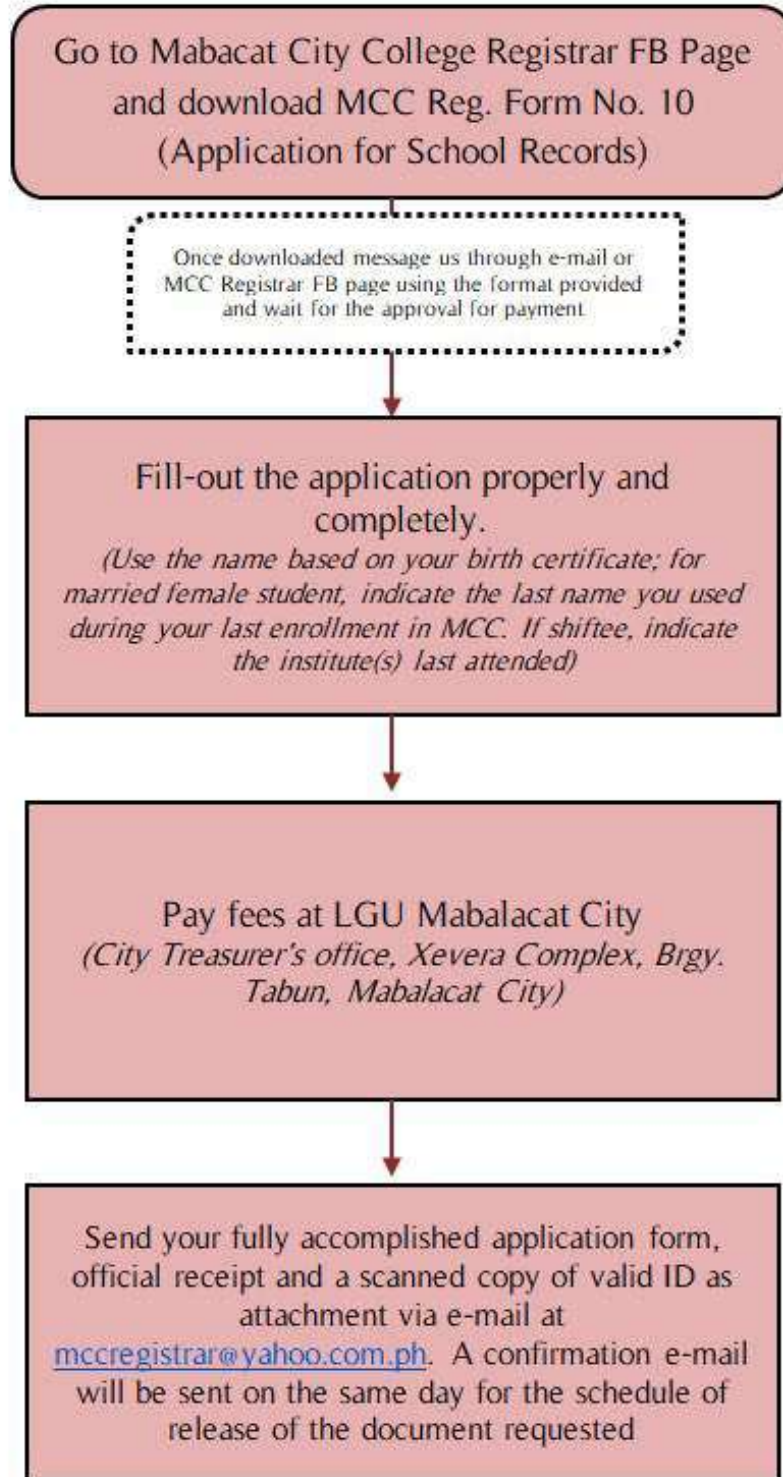 Go to Mabacat City College Registrar FB Page
and download MCC Reg. Form No. 10
(Application for School Records)
Once downloaded message us through e-mail or
MCC Registrar FB page using the format provided
and wait for the approval for payment
Fill-out the application properly and
completely.
(Use the name based on your birth certificate; for
married female student, indicate the last name you used
during your last enrollment in MCC. If shiftee, indicate
the institute(s) last attended)
Pay fees at LGU Mabalacat City
(City Treasurer's office, Xevera Complex, Brgy.
Tabun, Mabalacat City)
Send your fully accomplished application form,
official receipt and a scanned copy of valid ID as
attachment via e-mail at
mccregistrar@yahoo.com.ph. A confirmation e-mail
will be sent on the same day for the schedule of
release of the document requested